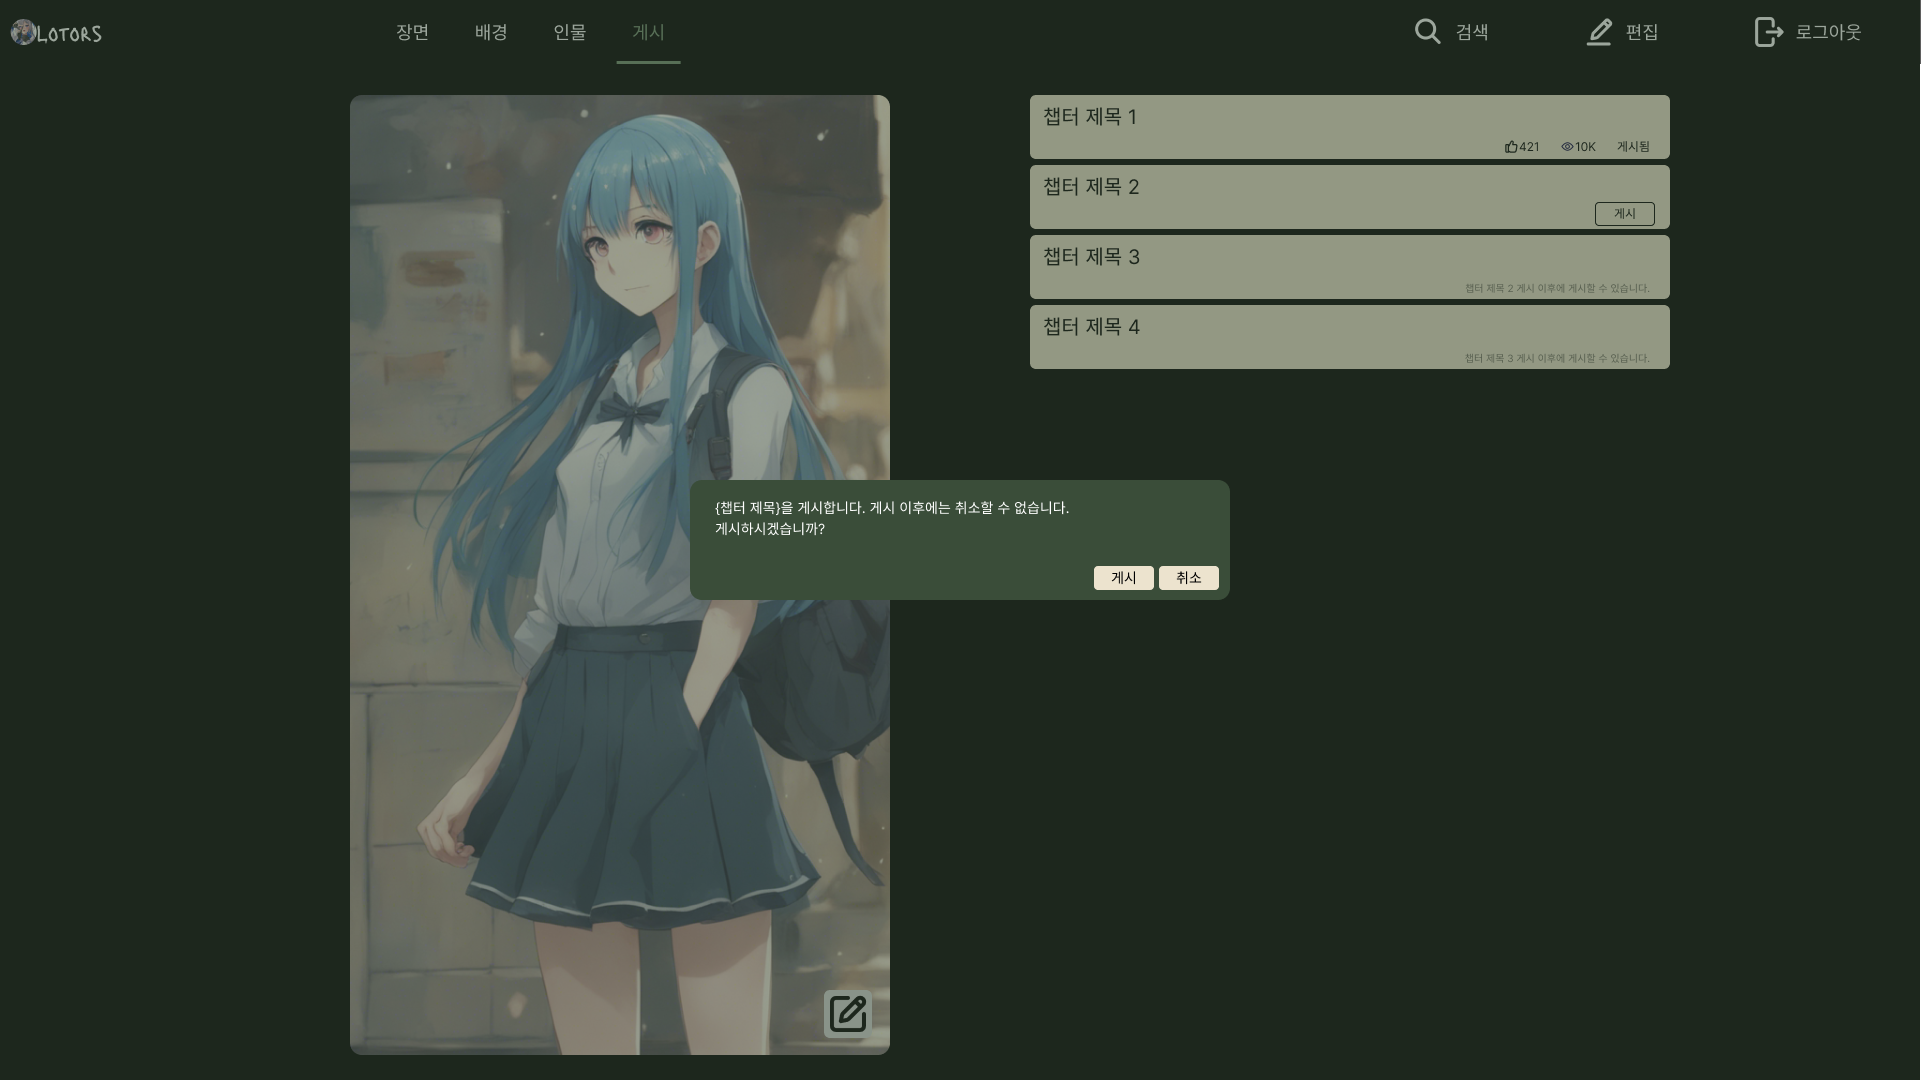 LOTORS
장면
배경
인물
게시
검색
편집
로그아웃
챕터 제목 1
421
10K
게시됨
챕터 제목 2
게시
챕터 제목 3
챕터 제목 2 게시 이후에 게시할 수 있습니다.
챕터 제목 4
챕터 제목 3 게시 이후에 게시할 수 있습니다.
{챕터 제목}을 게시합니다. 게시 이후에는 취소할 수 없습니다.
게시하시겠습니까?
게시
취소